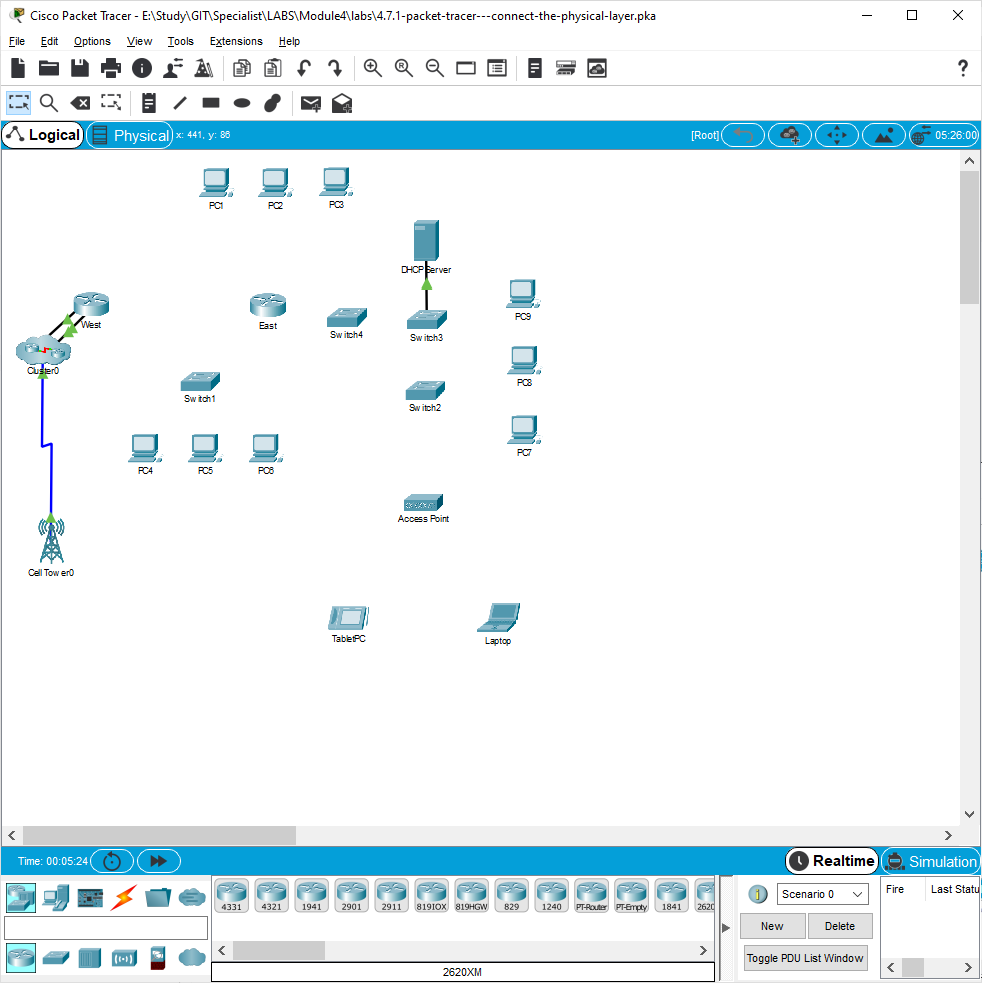 Cisco Packet Tracer - E:\Study\GIT\Specialist\LABS\Module4\labs\4.7.1-packet-tracer---connect-the-physical-layer.pka
File Edit Options View Tools Extensions Help
R
?
Logical Physical x: 441, y: 86 [Root] 05:26:00
PC1 PC2 PC3
DHCP Server
PC9
West East Switch4 Switch3
Cluster0
PC8
Switch1 Switch2
PC7
PC4 PC5 PC6
Access Point
Cell Tower0
TabletPC Laptop
Time: 00:05:24 Realtime Simulation
4331 4321 1941 2901 2911 819IOX 819HGW 829 1240 PT-Router PT-Empty 1841 2620
Scenario 0 Fire Last Statu
New Delete
Toggle PDU List Window
2620XM